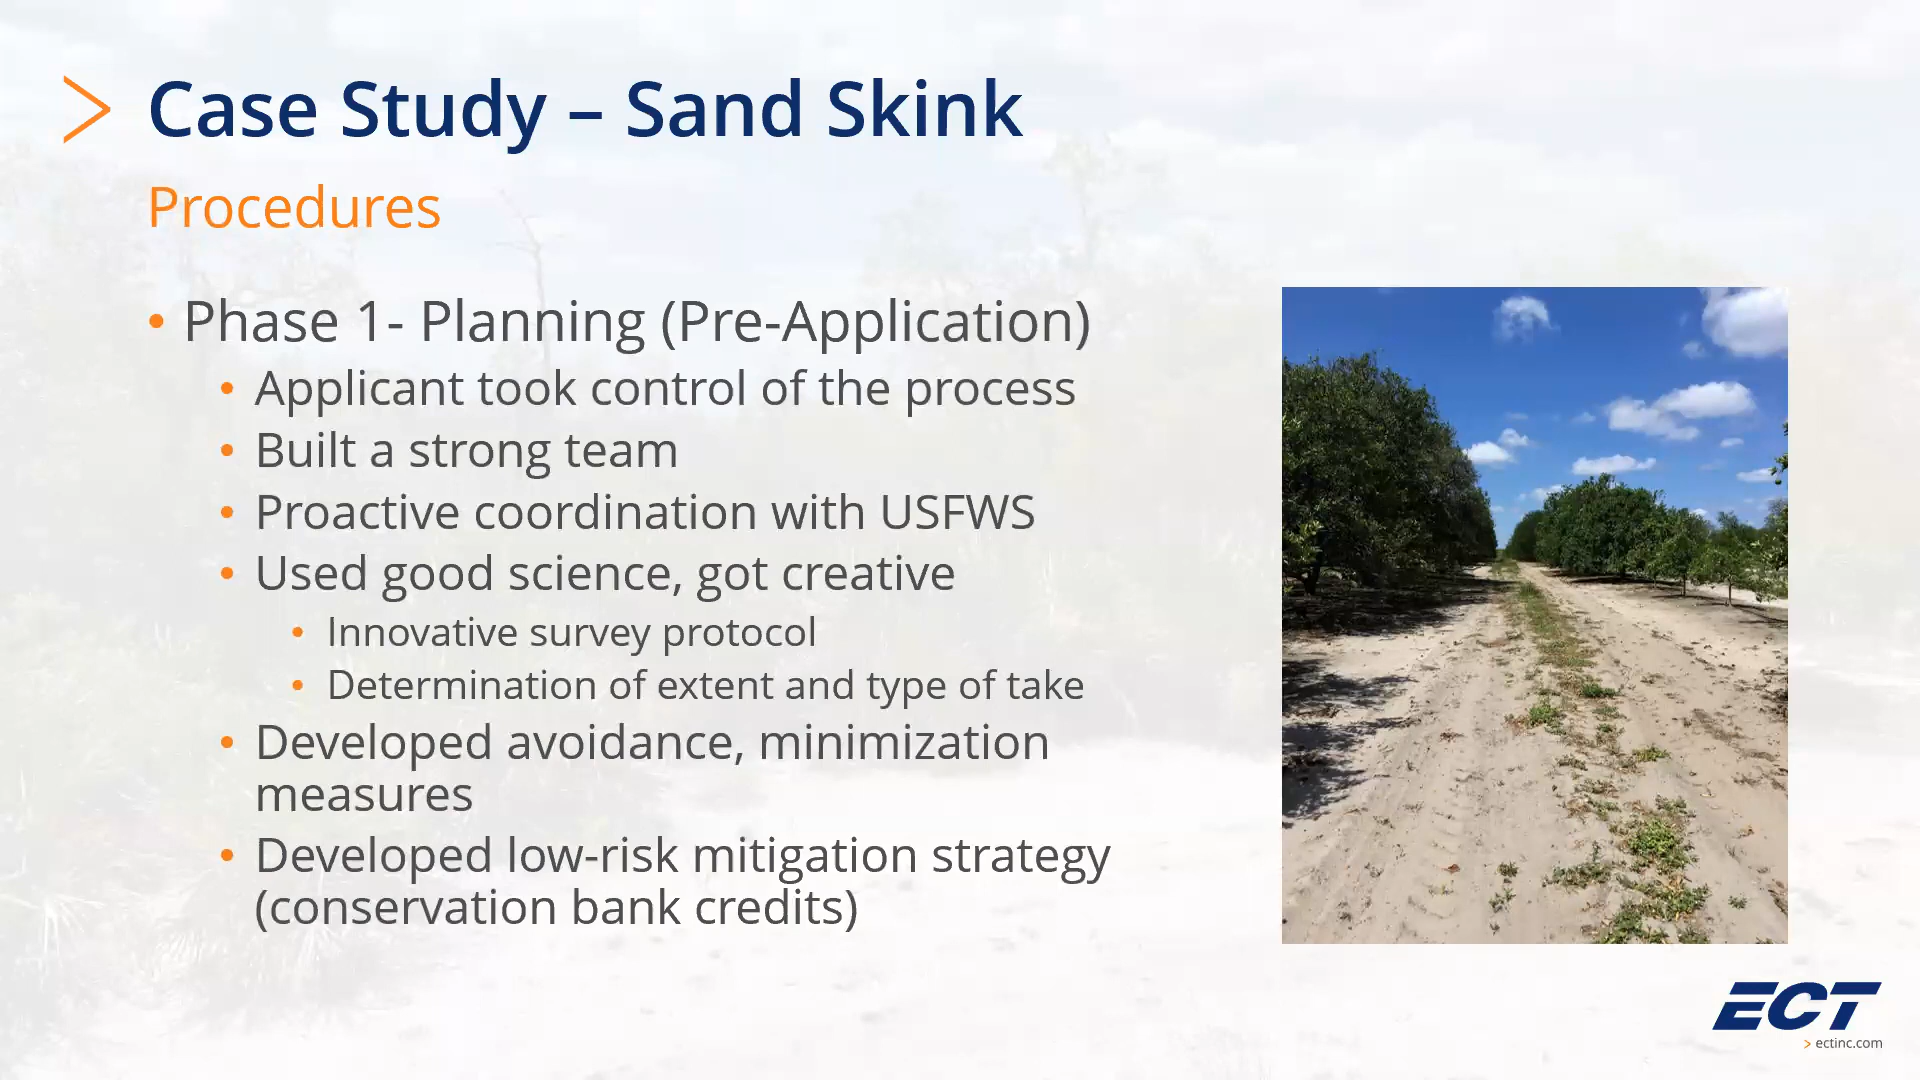 Case Study – Sand Skink
Procedures
• Phase 1- Planning (Pre-Application)
• Applicant took control of the process
• Built a strong team
• Proactive coordination with USFWS
• Used good science, got creative
• Innovative survey protocol
• Determination of extent and type of take
• Developed avoidance, minimization
measures
• Developed low-risk mitigation strategy
(conservation bank credits)
ECT
> ectinc.com